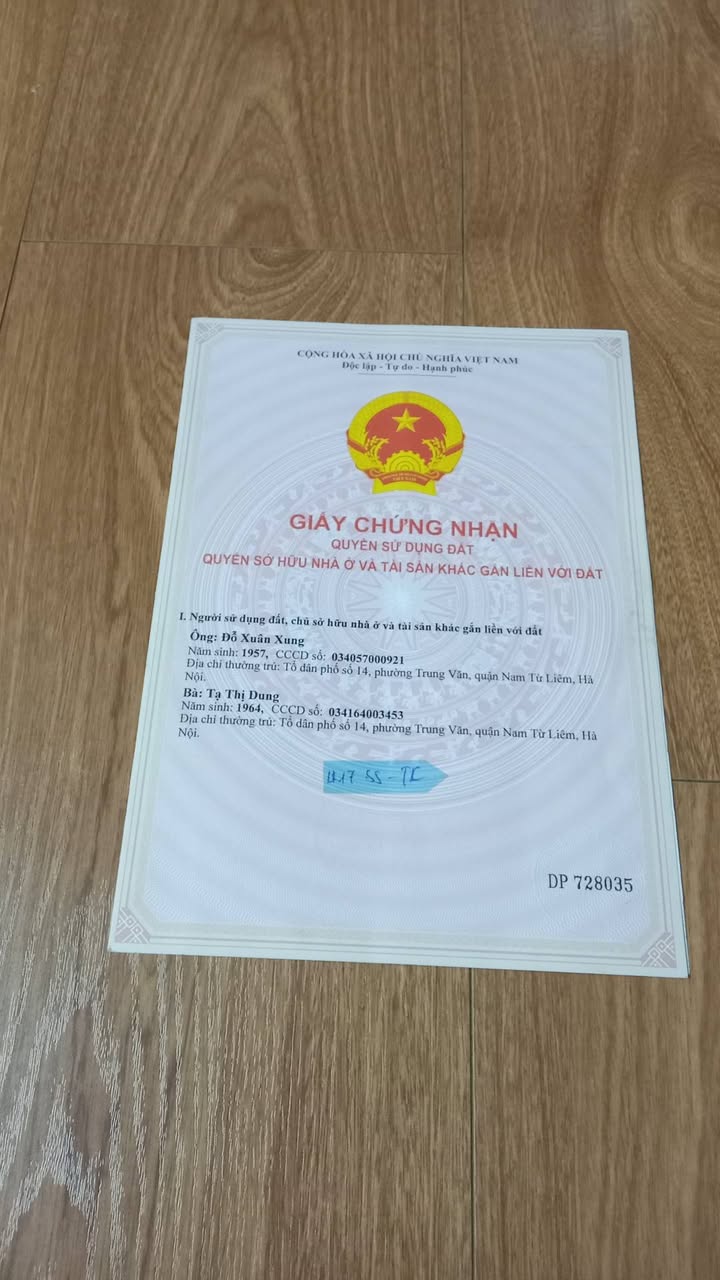 CỘNG HÒA XÃ HỘI CHỦ NGHĨA VIỆT NAM
Độc lập - Tự do - Hạnh phúc
GIẤY CHỨNG NHẬN
QUYỀN SỬ DỤNG ĐẤT
QUYỀN SỞ HỮU NHÀ Ở VÀ TÀI SẢN KHÁC GẮN LIỀN VỚI ĐẤT
I. Người sử dụng đất, chủ sở hữu nhà ở và tài sản khác gắn liền với đất
Ông: Đỗ Xuân Xung
Năm sinh: 1957, CCCD số: 034057000921
Địa chỉ thường trú: Tổ dân phố số 14, phường Trung Văn, quận Nam Từ Liêm, Hà
Nội.
Bà: Tạ Thị Dung
Năm sinh: 1964, CCCD số: 034164003453
Địa chỉ thường trú: Tổ dân phố số 14, phường Trung Văn, quận Nam Từ Liêm, Hà
Nội.
DP 728035